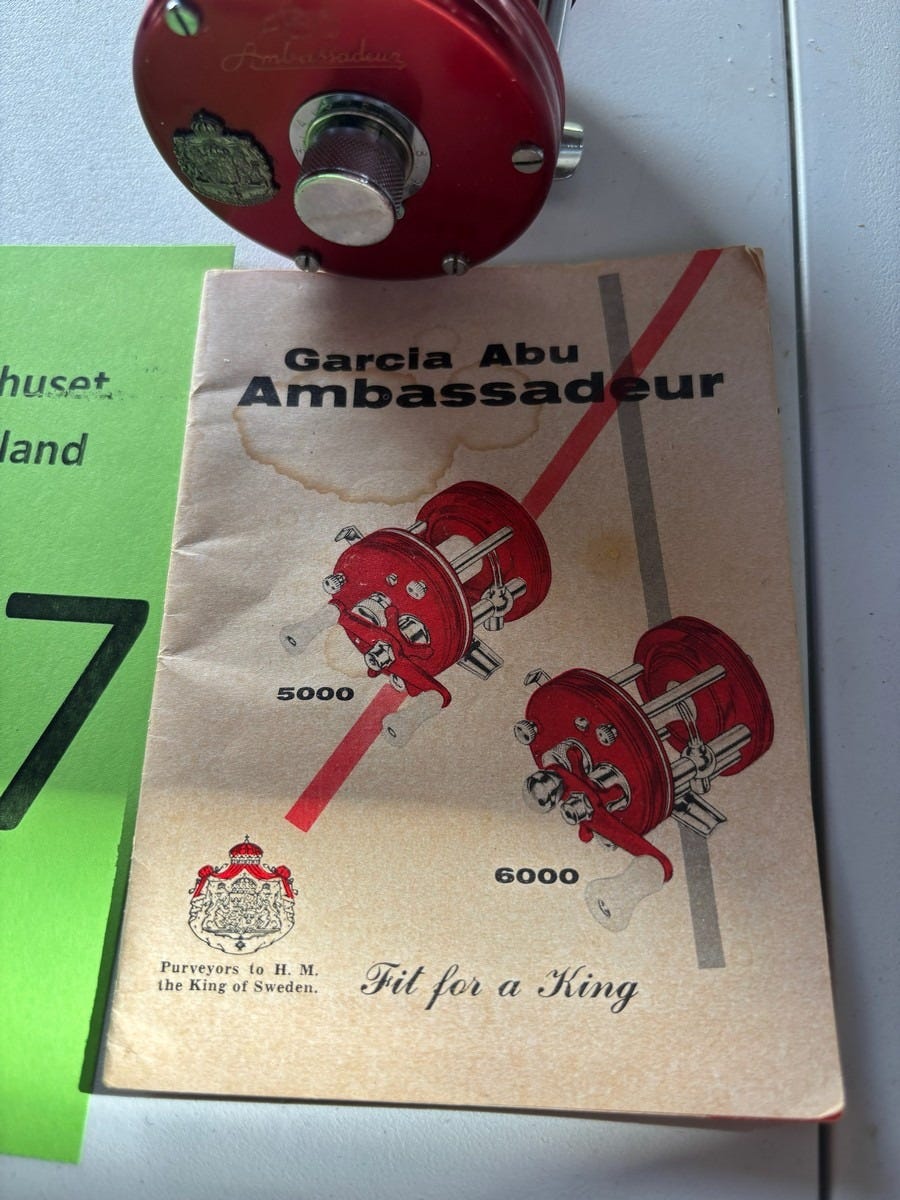 Ambassadeur
huset
land
7
Garcia Abu
Ambassadeur
5000
6000
Purveyors to H. M.
the King of Sweden.
Fit for a King